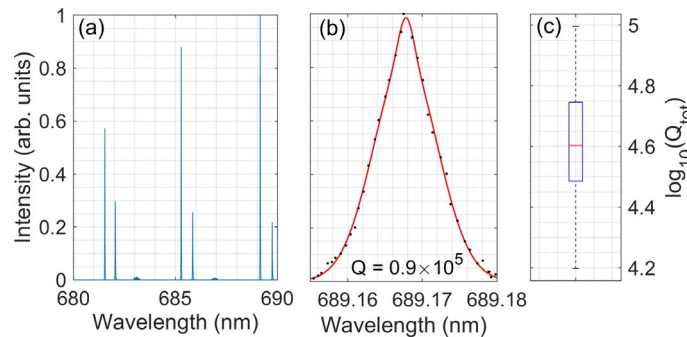 (a)
1
0.8
0.6
0.4
0.2
0
Intensity (arb. units)
680
685
690
Wavelength (nm)
(b)
Q = 0.9×10^5
689.16
689.17
689.18
Wavelength (nm)
(c)
5
4.8
4.6
4.4
4.2
log10(Qtot)